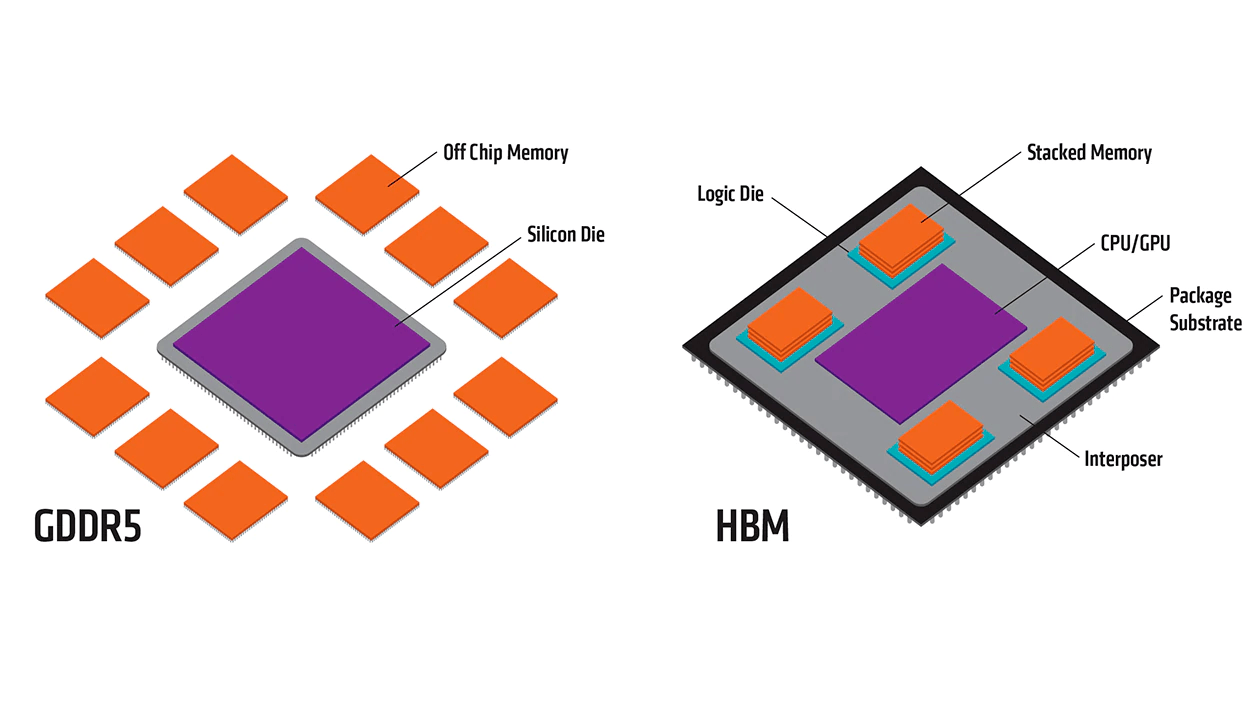 Off Chip Memory
Silicon Die
GDDR5
Stacked Memory
Logic Die
CPU/GPU
Package
Substrate
Interposer
HBM